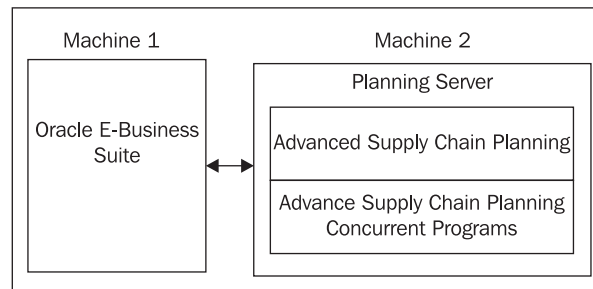 Machine 1
Machine 2
Oracle E-Business
Suite
Planning Server
Advanced Supply Chain Planning
Advance Supply Chain Planning
Concurrent Programs